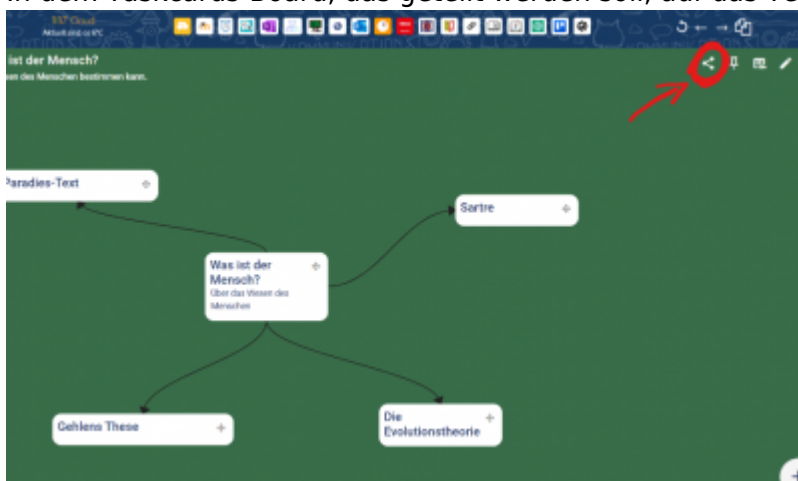 in dem Taskcards-Board, das geteilt werden soll, auf das Te
ist der Mensch?
en des Menschen bestimmen kann.
Paradies-Text
Sartre
Was ist der
Mensch?
Über das Wesen des
Menschen
Gehlens These
Die
Evolutionstheorie